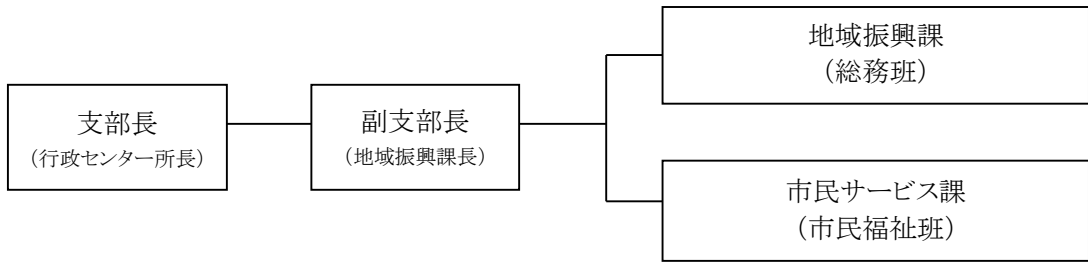 支部長
（行政センター所長）
副支部長
（地域振興課長）
地域振興課
（総務班）
市民サービス課
（市民福祉班）